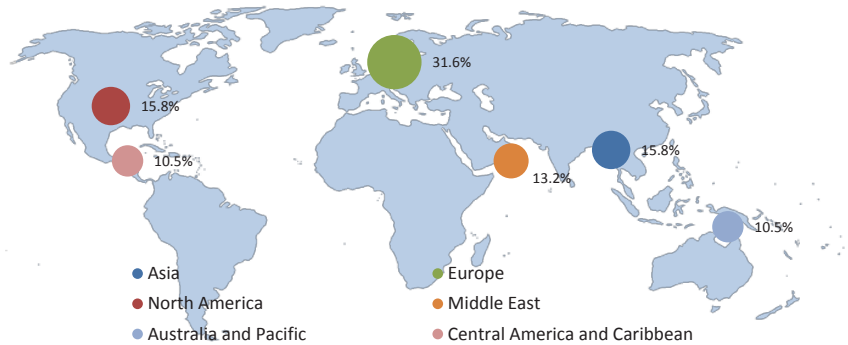 31.6%
15.8%
15.8%
10.5%
13.2%
10.5%
Asia
Europe
North America
Middle East
Australia and Pacific
Central America and Caribbean